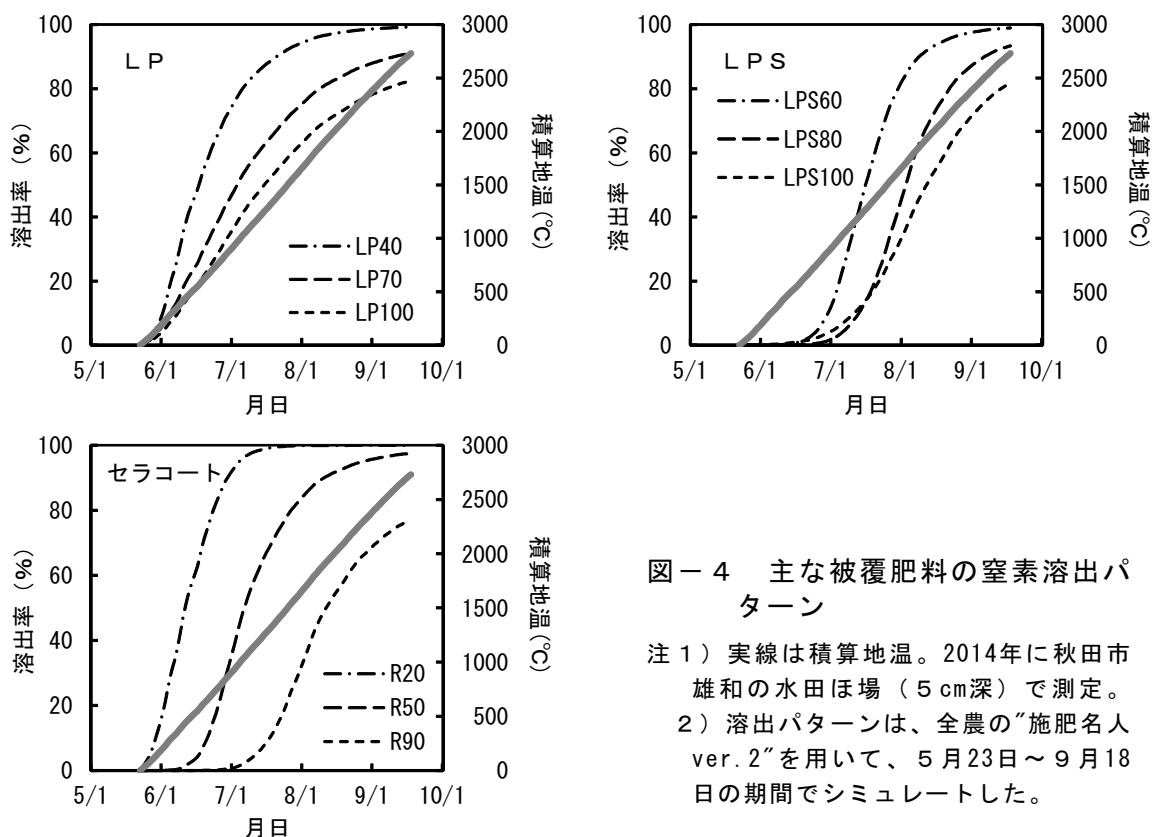 ＬＰ
100
80
60
40
20
0
溶出率（%）
3000
2500
2000
1500
1000
500
0
積算地温(℃)
LP40
LP70
LP100
5/1 6/1 7/1 8/1 9/1 10/1
月日
ＬＰＳ
100
80
60
40
20
0
溶出率（%）
3000
2500
2000
1500
1000
500
0
積算地温(℃)
LPS60
LPS80
LPS100
5/1 6/1 7/1 8/1 9/1 10/1
月日
セラコート
100
80
60
40
20
0
溶出率（%）
3000
2500
2000
1500
1000
500
0
積算地温(℃)
R20
R50
R90
5/1 6/1 7/1 8/1 9/1 10/1
月日
図－４　主な被覆肥料の窒素溶出パ
ターン
注１）実線は積算地温。2014年に秋田市
雄和の水田ほ場（５cm深）で測定。
２）溶出パターンは、全農の"施肥名人
ver.2"を用いて、５月23日～９月18
日の期間でシミュレートした。